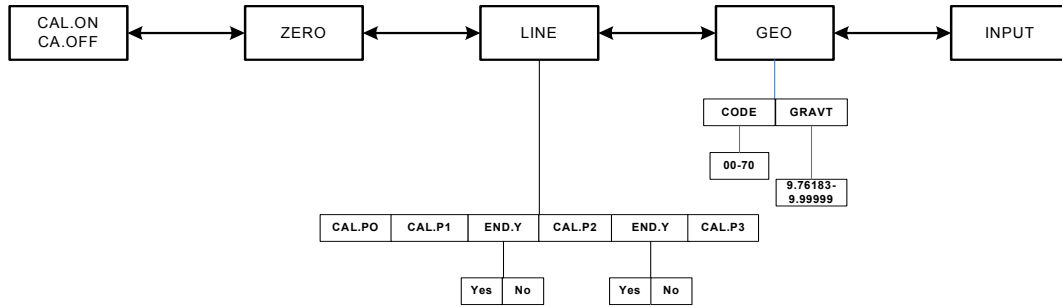 CAL.ON
CA.OFF
ZERO
LINE
GEO
INPUT
CODE
GRAVT
00-70
9.76183-
9.99999
CAL.PO
CAL.P1
END.Y
CAL.P2
END.Y
CAL.P3
Yes
No
Yes
No